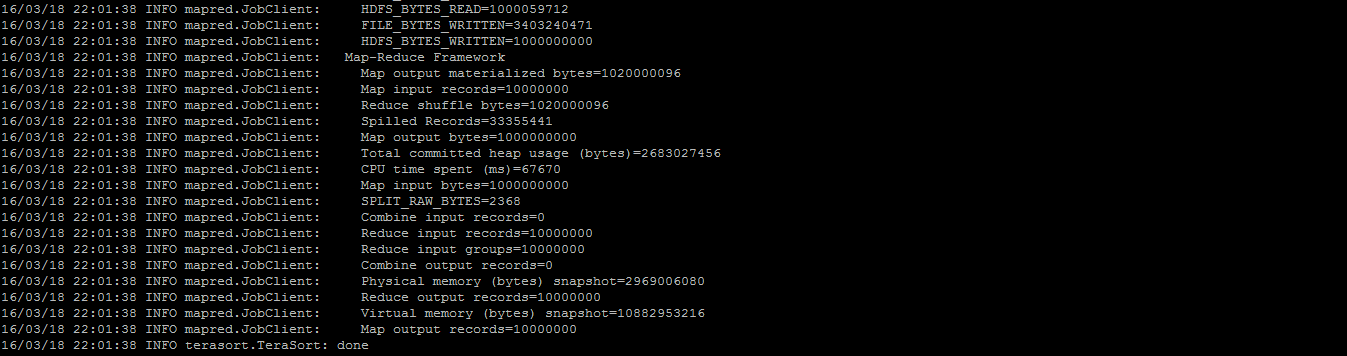 16/03/18 22:01:38 INFO mapred.JobClient:     HDFS_BYTES_READ=1000059712
16/03/18 22:01:38 INFO mapred.JobClient:     FILE_BYTES_WRITTEN=3403240471
16/03/18 22:01:38 INFO mapred.JobClient:     HDFS_BYTES_WRITTEN=1000000000
16/03/18 22:01:38 INFO mapred.JobClient:   Map-Reduce Framework
16/03/18 22:01:38 INFO mapred.JobClient:     Map output materialized bytes=1020000096
16/03/18 22:01:38 INFO mapred.JobClient:     Map input records=10000000
16/03/18 22:01:38 INFO mapred.JobClient:     Reduce shuffle bytes=1020000096
16/03/18 22:01:38 INFO mapred.JobClient:     Spilled Records=33355441
16/03/18 22:01:38 INFO mapred.JobClient:     Map output bytes=1000000000
16/03/18 22:01:38 INFO mapred.JobClient:     Total committed heap usage (bytes)=2683027456
16/03/18 22:01:38 INFO mapred.JobClient:     CPU time spent (ms)=67670
16/03/18 22:01:38 INFO mapred.JobClient:     Map input bytes=1000000000
16/03/18 22:01:38 INFO mapred.JobClient:     SPLIT_RAW_BYTES=2368
16/03/18 22:01:38 INFO mapred.JobClient:     Combine input records=0
16/03/18 22:01:38 INFO mapred.JobClient:     Reduce input records=10000000
16/03/18 22:01:38 INFO mapred.JobClient:     Reduce input groups=10000000
16/03/18 22:01:38 INFO mapred.JobClient:     Combine output records=0
16/03/18 22:01:38 INFO mapred.JobClient:     Physical memory (bytes) snapshot=2969006080
16/03/18 22:01:38 INFO mapred.JobClient:     Reduce output records=10000000
16/03/18 22:01:38 INFO mapred.JobClient:     Virtual memory (bytes) snapshot=10882953216
16/03/18 22:01:38 INFO mapred.JobClient:     Map output records=10000000
16/03/18 22:01:38 INFO terasort.TeraSort: done